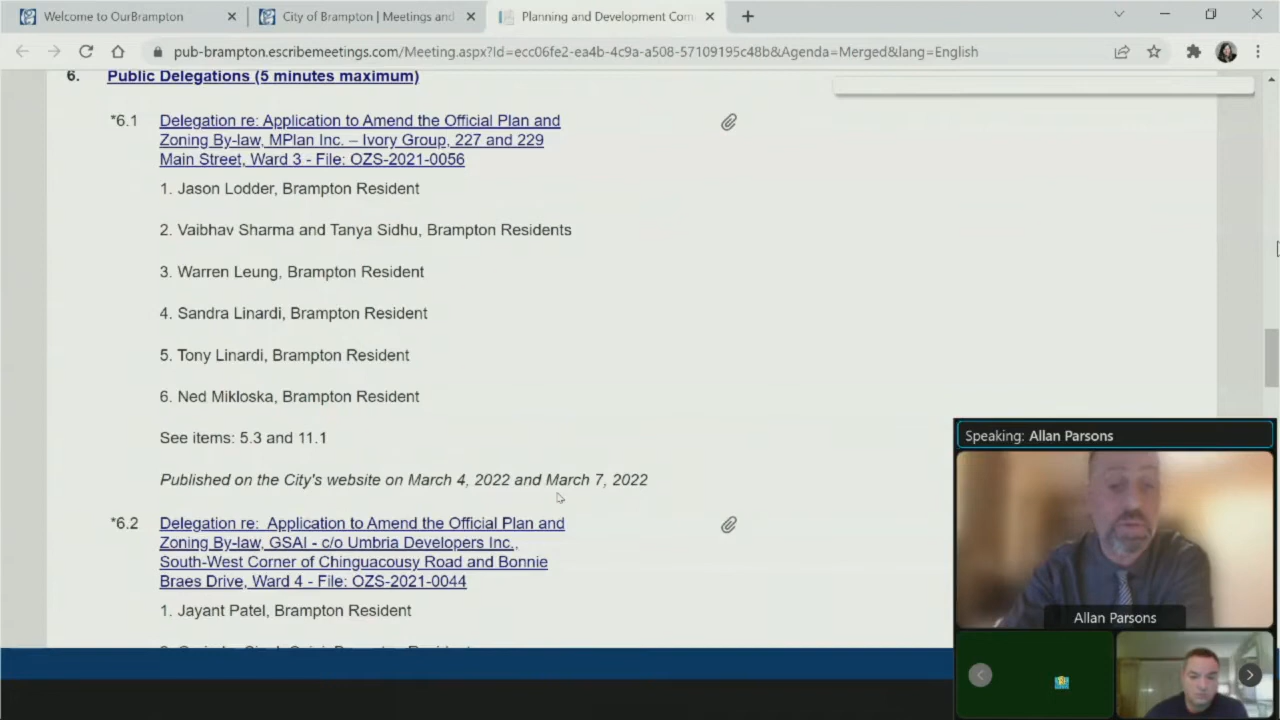 Welcome to OurBrampton
City of Brampton | Meetings and
Planning and Development Com
pub-brampton.escribemeetings.com/Meeting.aspx?Id=ecc06fe2-ea4b-4c9a-a508-57109195c48b&Agenda=Merged&lang=English
6. Public Delegations (5 minutes maximum)
*6.1 Delegation re: Application to Amend the Official Plan and
Zoning By-law, MPlan Inc. – Ivory Group, 227 and 229
Main Street, Ward 3 - File: OZS-2021-0056
1. Jason Lodder, Brampton Resident
2. Vaibhav Sharma and Tanya Sidhu, Brampton Residents
3. Warren Leung, Brampton Resident
4. Sandra Linardi, Brampton Resident
5. Tony Linardi, Brampton Resident
6. Ned Mikloska, Brampton Resident
See items: 5.3 and 11.1
Published on the City's website on March 4, 2022 and March 7, 2022
*6.2 Delegation re: Application to Amend the Official Plan and
Zoning By-law, GSAI - c/o Umbria Developers Inc.,
South-West Corner of Chinguacousy Road and Bonnie
Braes Drive, Ward 4 - File: OZS-2021-0044
1. Jayant Patel, Brampton Resident
Speaking: Allan Parsons
Allan Parsons